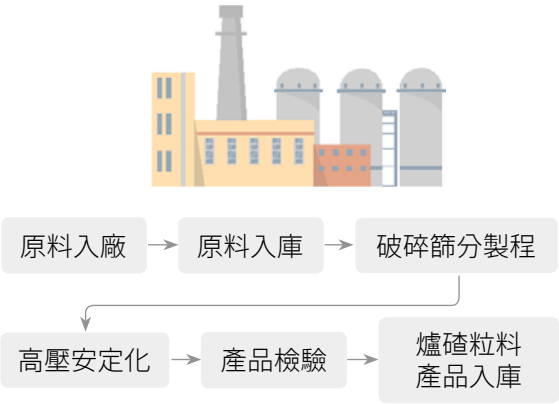 原料入廠
原料入庫
破碎篩分製程
高壓安定化
產品檢驗
爐碴粒料
產品入庫